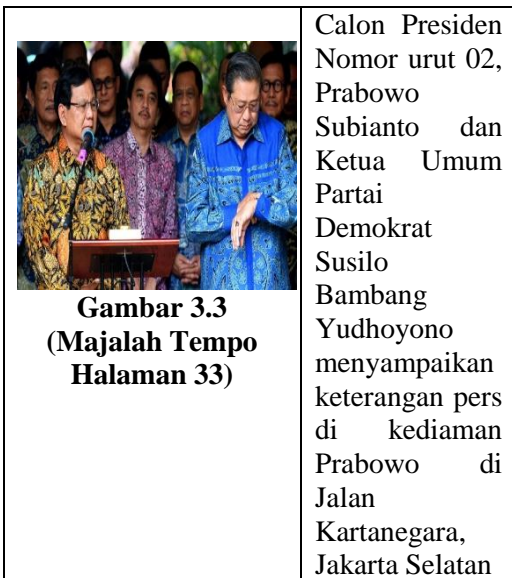 Gambar 3.3
(Majalah Tempo
Halaman 33)
Calon Presiden
Nomor urut 02,
Prabowo
Subianto dan
Ketua Umum
Partai
Demokrat
Susilo
Bambang
Yudhoyono
menyampaikan
keterangan pers
di kediaman
Prabowo di
Jalan
Kartanegara,
Jakarta Selatan